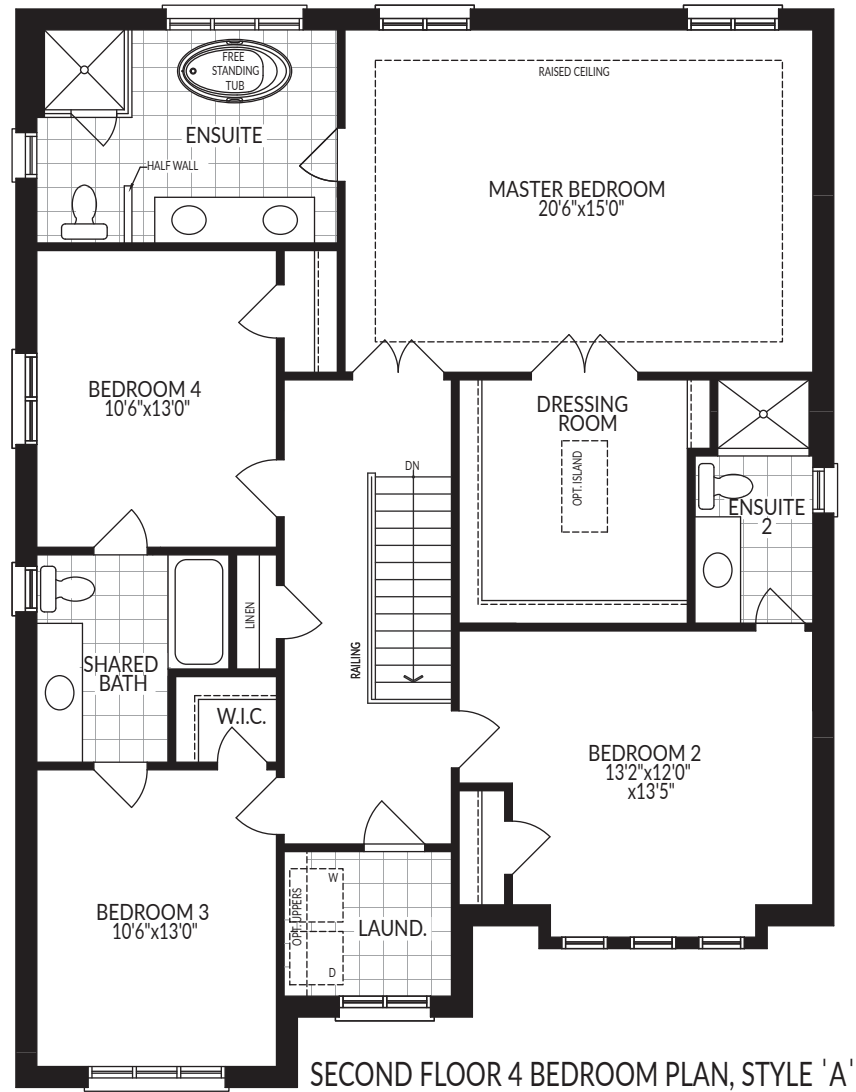 FREE
STANDING
TUB
RAISED CEILING
ENSUITE
HALF WALL
MASTER BEDROOM
20'6"x15'0"
BEDROOM 4
10'6"x13'0"
DRESSING
ROOM
OPT. ISLAND
DN
ENSUITE
2
LINEN
RAILING
SHARED
BATH
W.I.C.
BEDROOM 2
13'2"x12'0"
x13'5"
BEDROOM 3
10'6"x13'0"
OPT. UPPERS
W
LAUND.
D
SECOND FLOOR 4 BEDROOM PLAN, STYLE 'A'